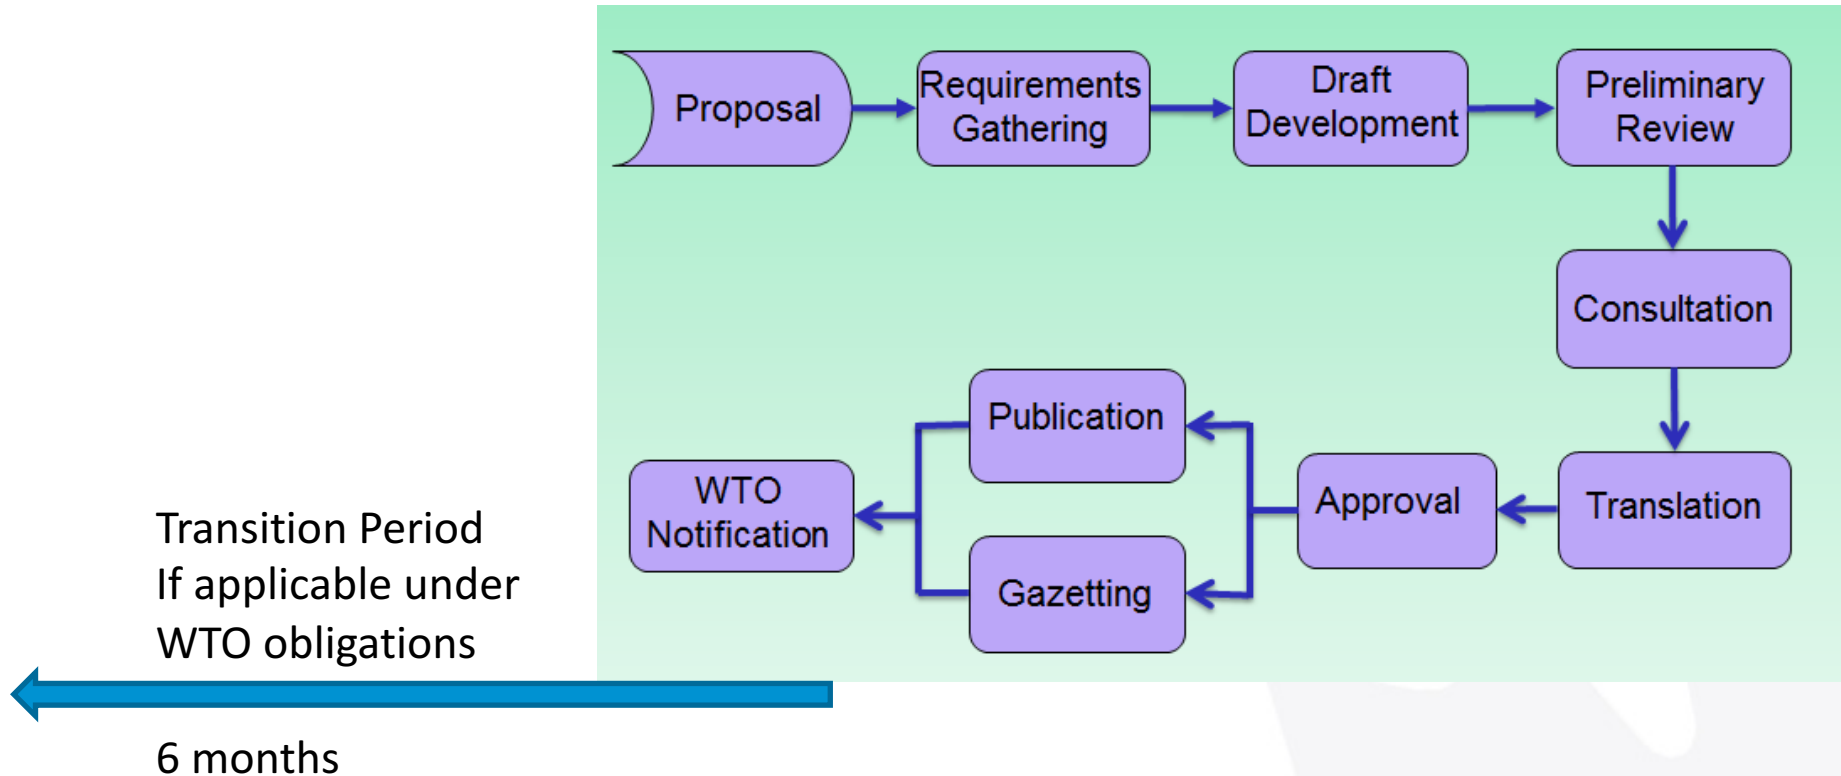 Proposal
Requirements
Gathering
Draft
Development
Preliminary
Review
Consultation
Translation
Approval
Publication
Gazetting
WTO
Notification
Transition Period
If applicable under
WTO obligations
6 months